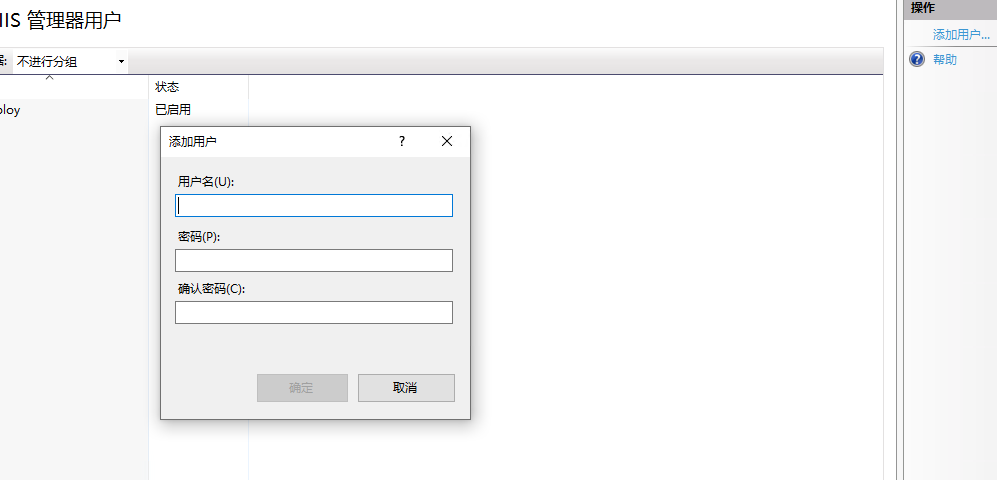 IIS 管理器用户
操作
添加用户...
不进行分组
帮助
状态
ploy
已启用
添加用户
?
用户名(U):
密码(P):
确认密码(C):
确定
取消